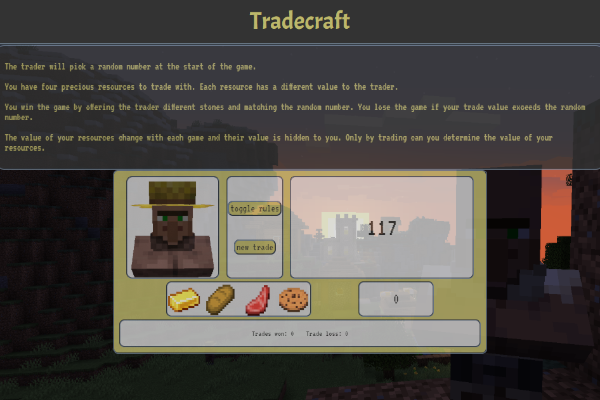 Tradecraft
The trader will pick a random number at the start of the game.
You have four precious resources to trade with. Each resource has a different value to the trader.
You win the game by offering the trader different stones and matching the random number. You lose the game if your trade value exceeds the random
number.
The value of your resources change with each game and their value is hidden to you. Only by trading can you determine the value of your
resources.
toggle rules
117
new trade
0
Trades won: 0 Trade loss: 0